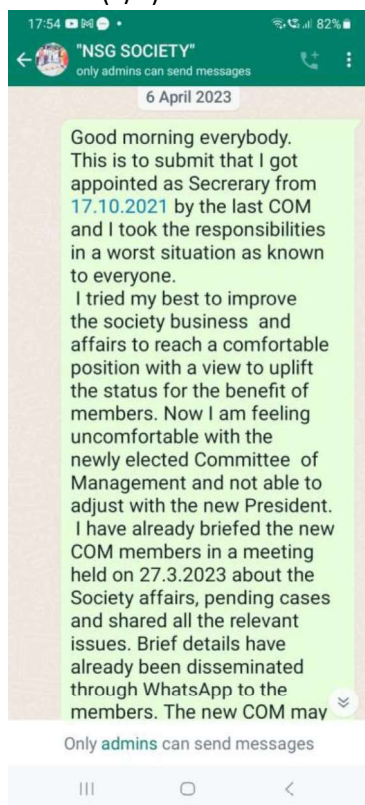 17:54 82%
"NSG SOCIETY"
only admins can send messages
6 April 2023
Good morning everybody.
This is to submit that I got
appointed as Secrerary from
17.10.2021 by the last COM
and I took the responsibilities
in a worst situation as known
to everyone.
I tried my best to improve
the society business and
affairs to reach a comfortable
position with a view to uplift
the status for the benefit of
members. Now I am feeling
uncomfortable with the
newly elected Committee of
Management and not able to
adjust with the new President.
I have already briefed the new
COM members in a meeting
held on 27.3.2023 about the
Society affairs, pending cases
and shared all the relevant
issues. Brief details have
already been disseminated
through WhatsApp to the
members. The new COM may
Only admins can send messages